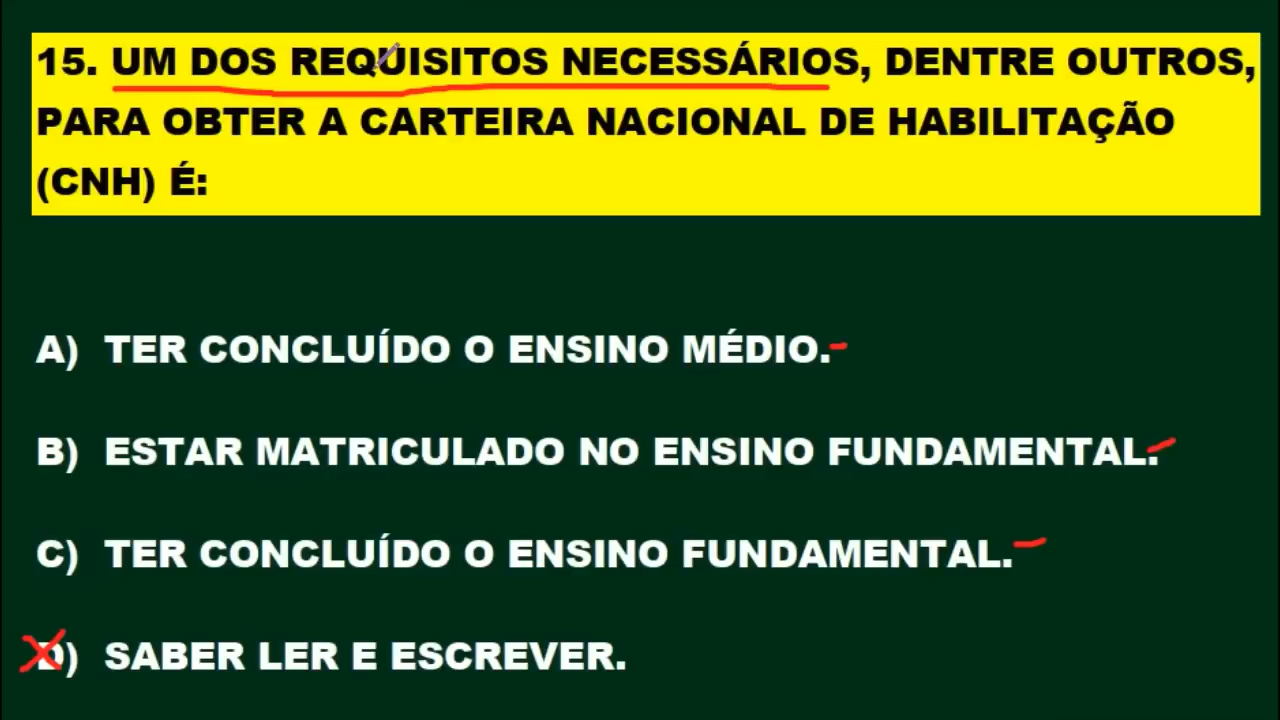 15. UM DOS REQUISITOS NECESSÁRIOS, DENTRE OUTROS,
PARA OBTER A CARTEIRA NACIONAL DE HABILITAÇÃO
(CNH) É:
A) TER CONCLUÍDO O ENSINO MÉDIO.
B) ESTAR MATRICULADO NO ENSINO FUNDAMENTAL.
C) TER CONCLUÍDO O ENSINO FUNDAMENTAL.
D) SABER LER E ESCREVER.